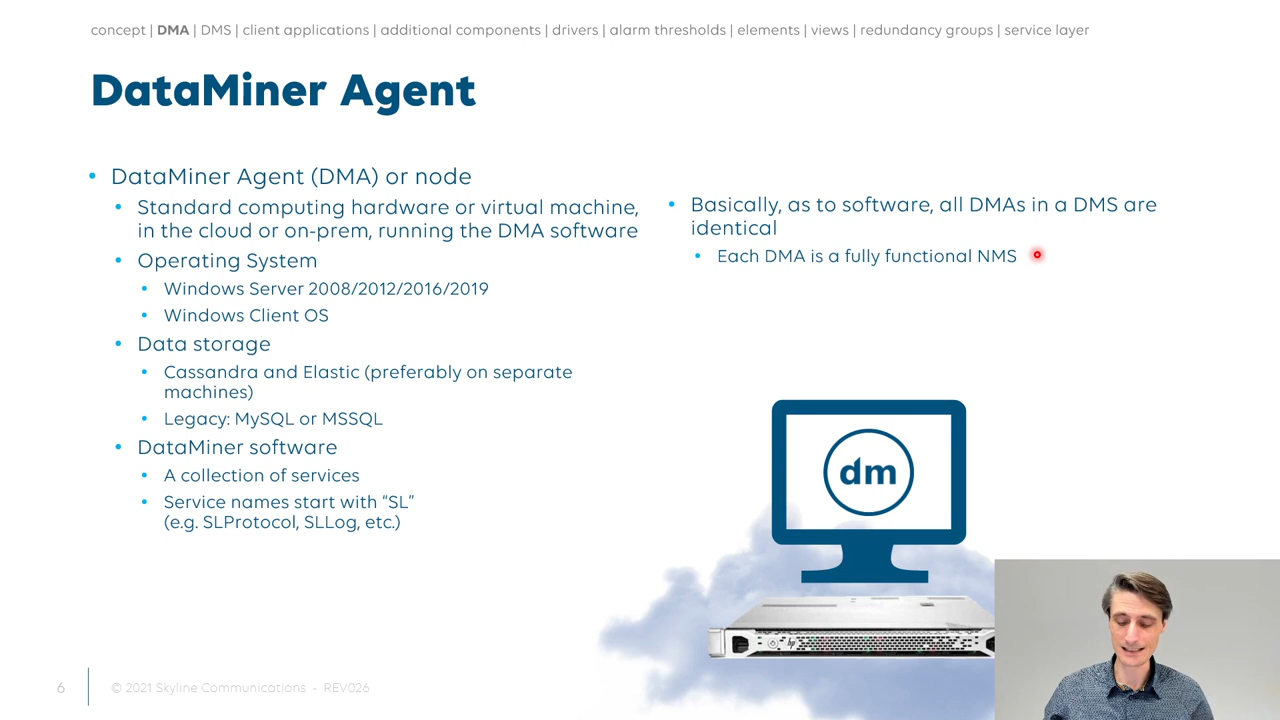 concept | DMA | DMS | client applications | additional components | drivers | alarm thresholds | elements | views | redundancy groups | service layer
DataMiner Agent
• DataMiner Agent (DMA) or node
• Standard computing hardware or virtual machine,
in the cloud or on-prem, running the DMA software
• Operating System
• Windows Server 2008/2012/2016/2019
• Windows Client OS
• Data storage
• Cassandra and Elastic (preferably on separate
machines)
• Legacy: MySQL or MSSQL
• DataMiner software
• A collection of services
• Service names start with “SL”
(e.g. SLProtocol, SLLog, etc.)
• Basically, as to software, all DMAs in a DMS are
identical
• Each DMA is a fully functional NMS
dm
hp
6
© 2021 Skyline Communications - REV026